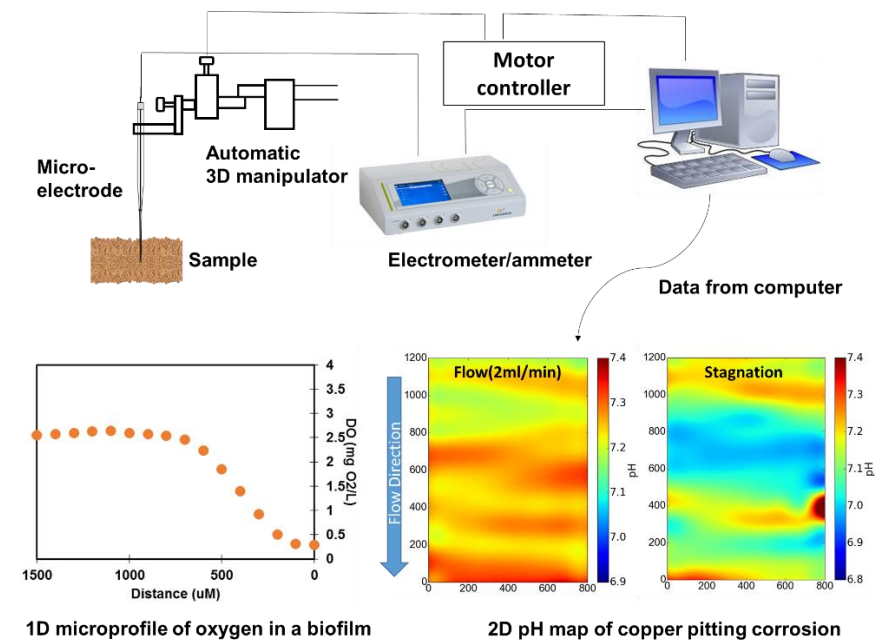 Motor
controller
Micro-
electrode
Automatic
3D manipulator
Sample
Electrometer/ammeter
Data from computer
4
3.5
3
2.5
2
1.5
1
0.5
0
DO (mg O2/L)
1500
1000
500
0
Distance (uM)
1D microprofile of oxygen in a biofilm
Flow Direction
Flow(2ml/min)
1200
1000
800
600
400
200
0
0
200
400
600
800
7.4
7.3
7.2
7.1
7.0
6.9
pH
Stagnation
1200
1000
800
600
400
200
0
0
200
400
600
800
7.4
7.3
7.2
7.1
7.0
6.9
6.8
pH
2D pH map of copper pitting corrosion